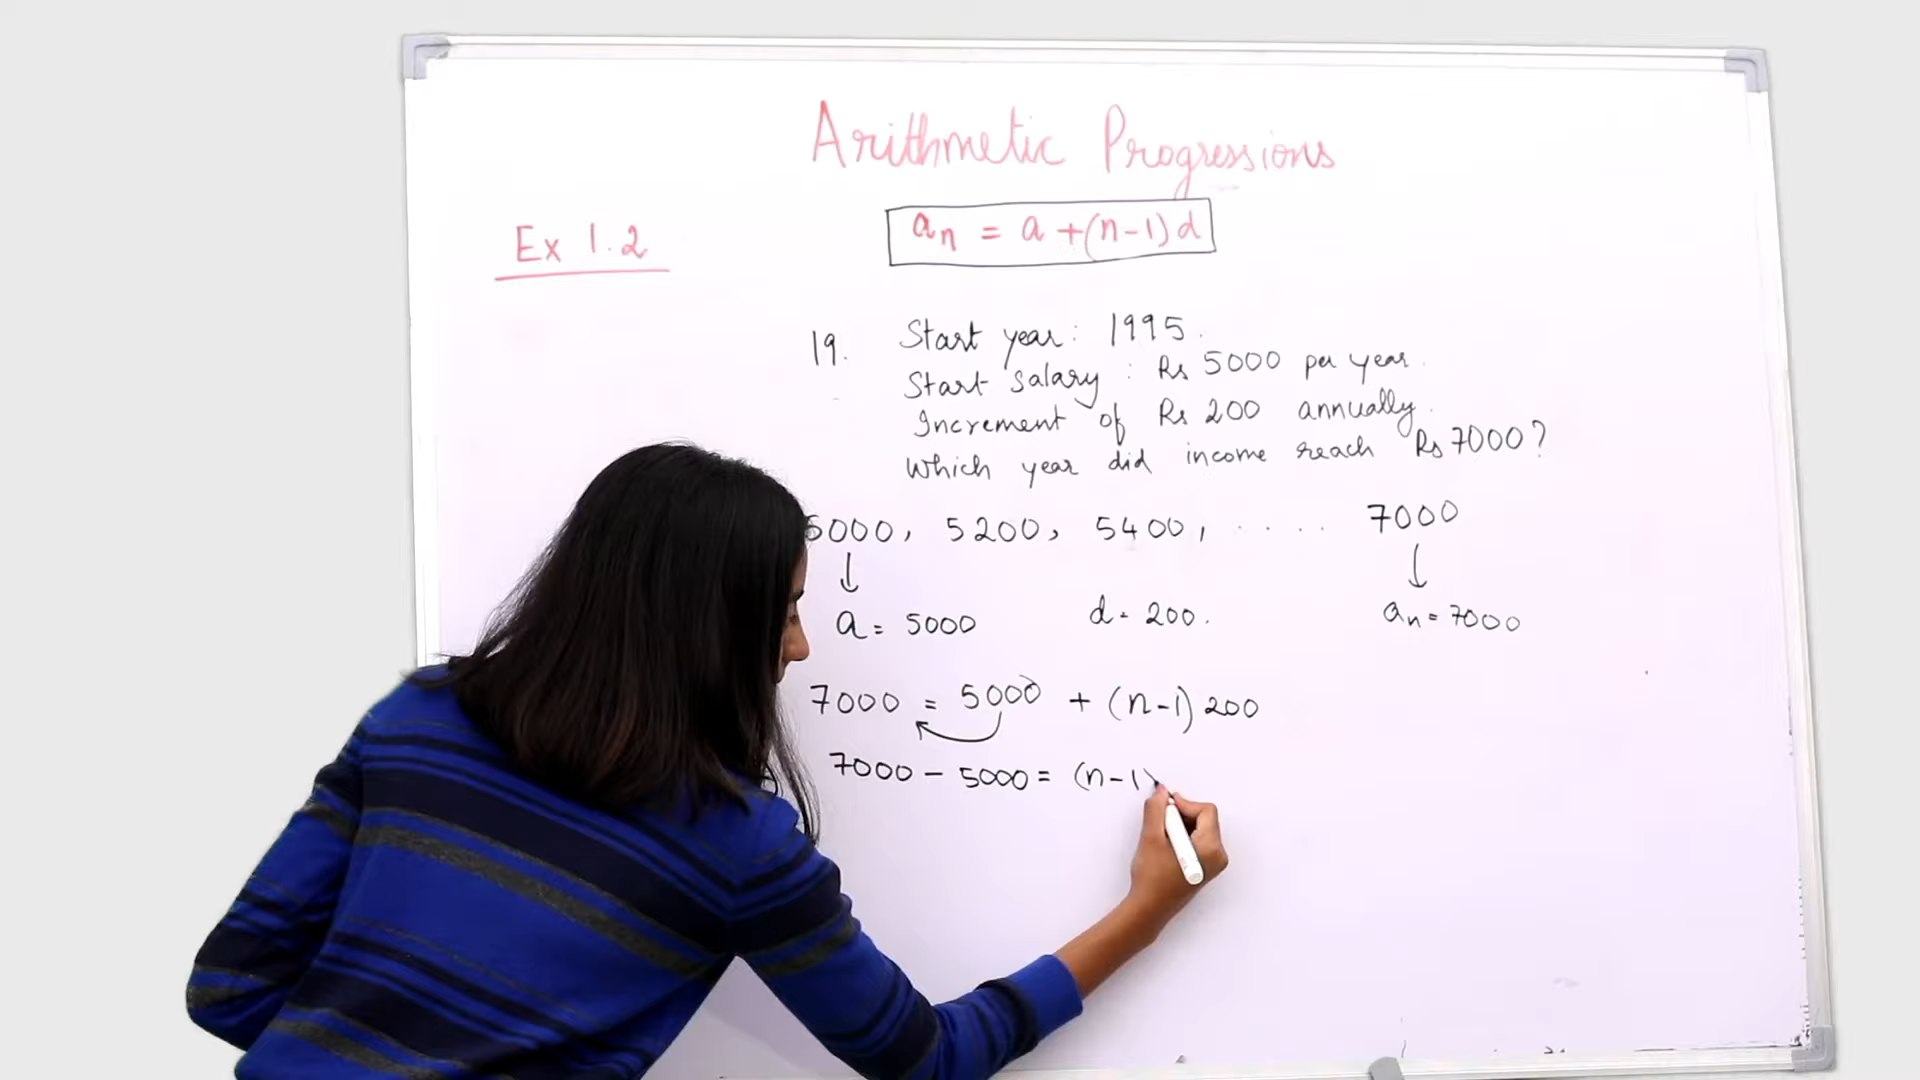 Arithmetic Progressions
Ex 1.2
an = a + (n-1) d
19. Start year: 1995.
Start salary : Rs 5000 per year.
Increment of Rs 200 annually.
Which year did income reach Rs 7000?
5000, 5200, 5400, .... 7000
a = 5000 d = 200. an = 7000
7000 = 5000 + (n-1) 200
7000 - 5000 = (n-1)